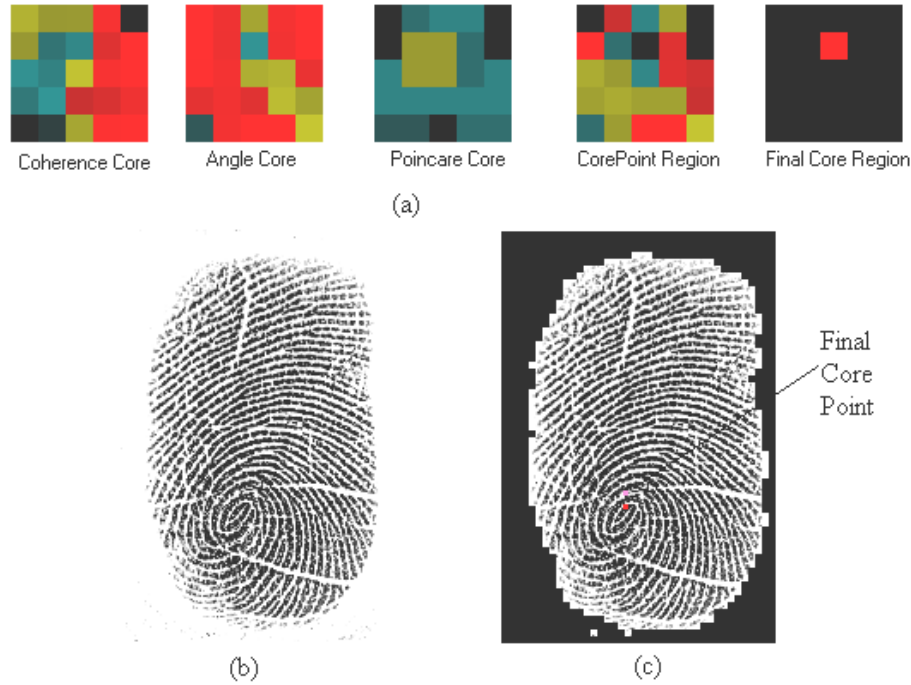 Coherence Core
Angle Core
Poincare Core
CorePoint Region
Final Core Region
(a)
Final
Core
Point
(b)
(c)